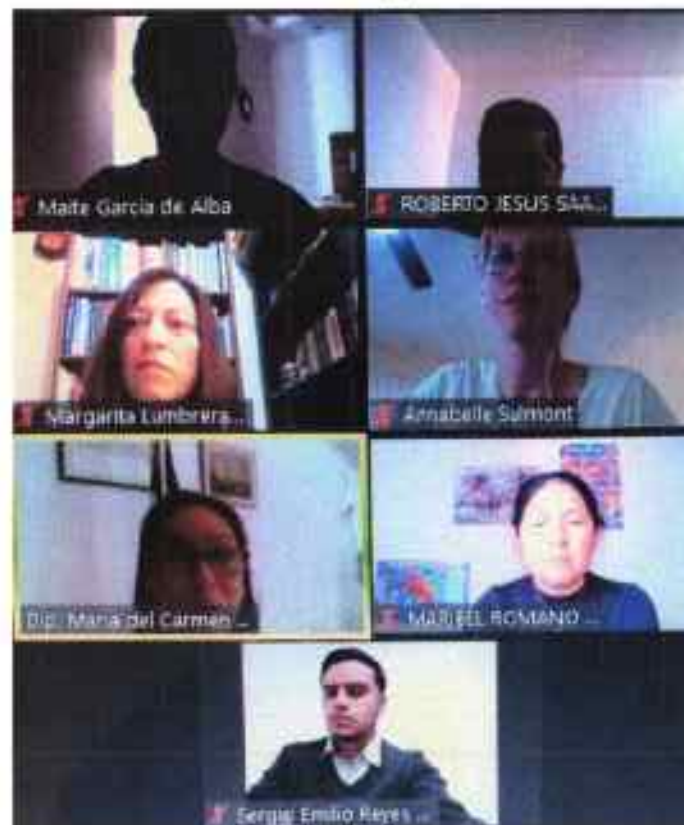 Maite Garcia de Alba
ROBERTO JESUS SAA...
Margarita Lumbrera...
Annabelle Sulmont
Dip. Maria del Carmen ...
MARIBEL ROMANO ...
Sergio Emilio Reyes ...